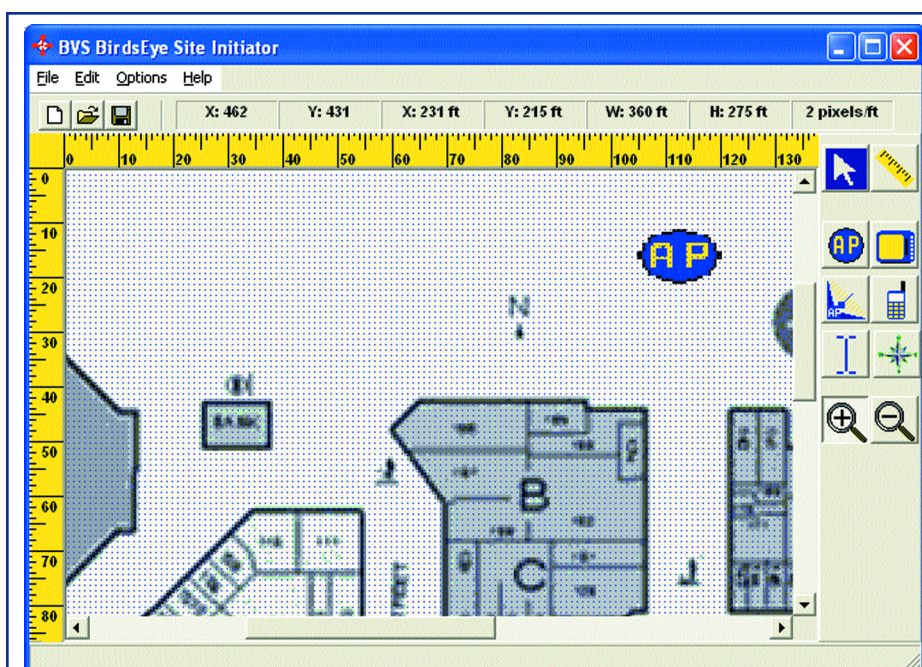 BVS BirdsEye Site Initiator
File Edit Options Help
X: 462 Y: 431 X: 231 ft Y: 215 ft W: 360 ft H: 275 ft 2 pixels/ft
0 10 20 30 40 50 60 70 80 90 100 110 120 130
0
10
20
30
40
50
60
70
80
AP
AP
AP
N
BANK
B
C